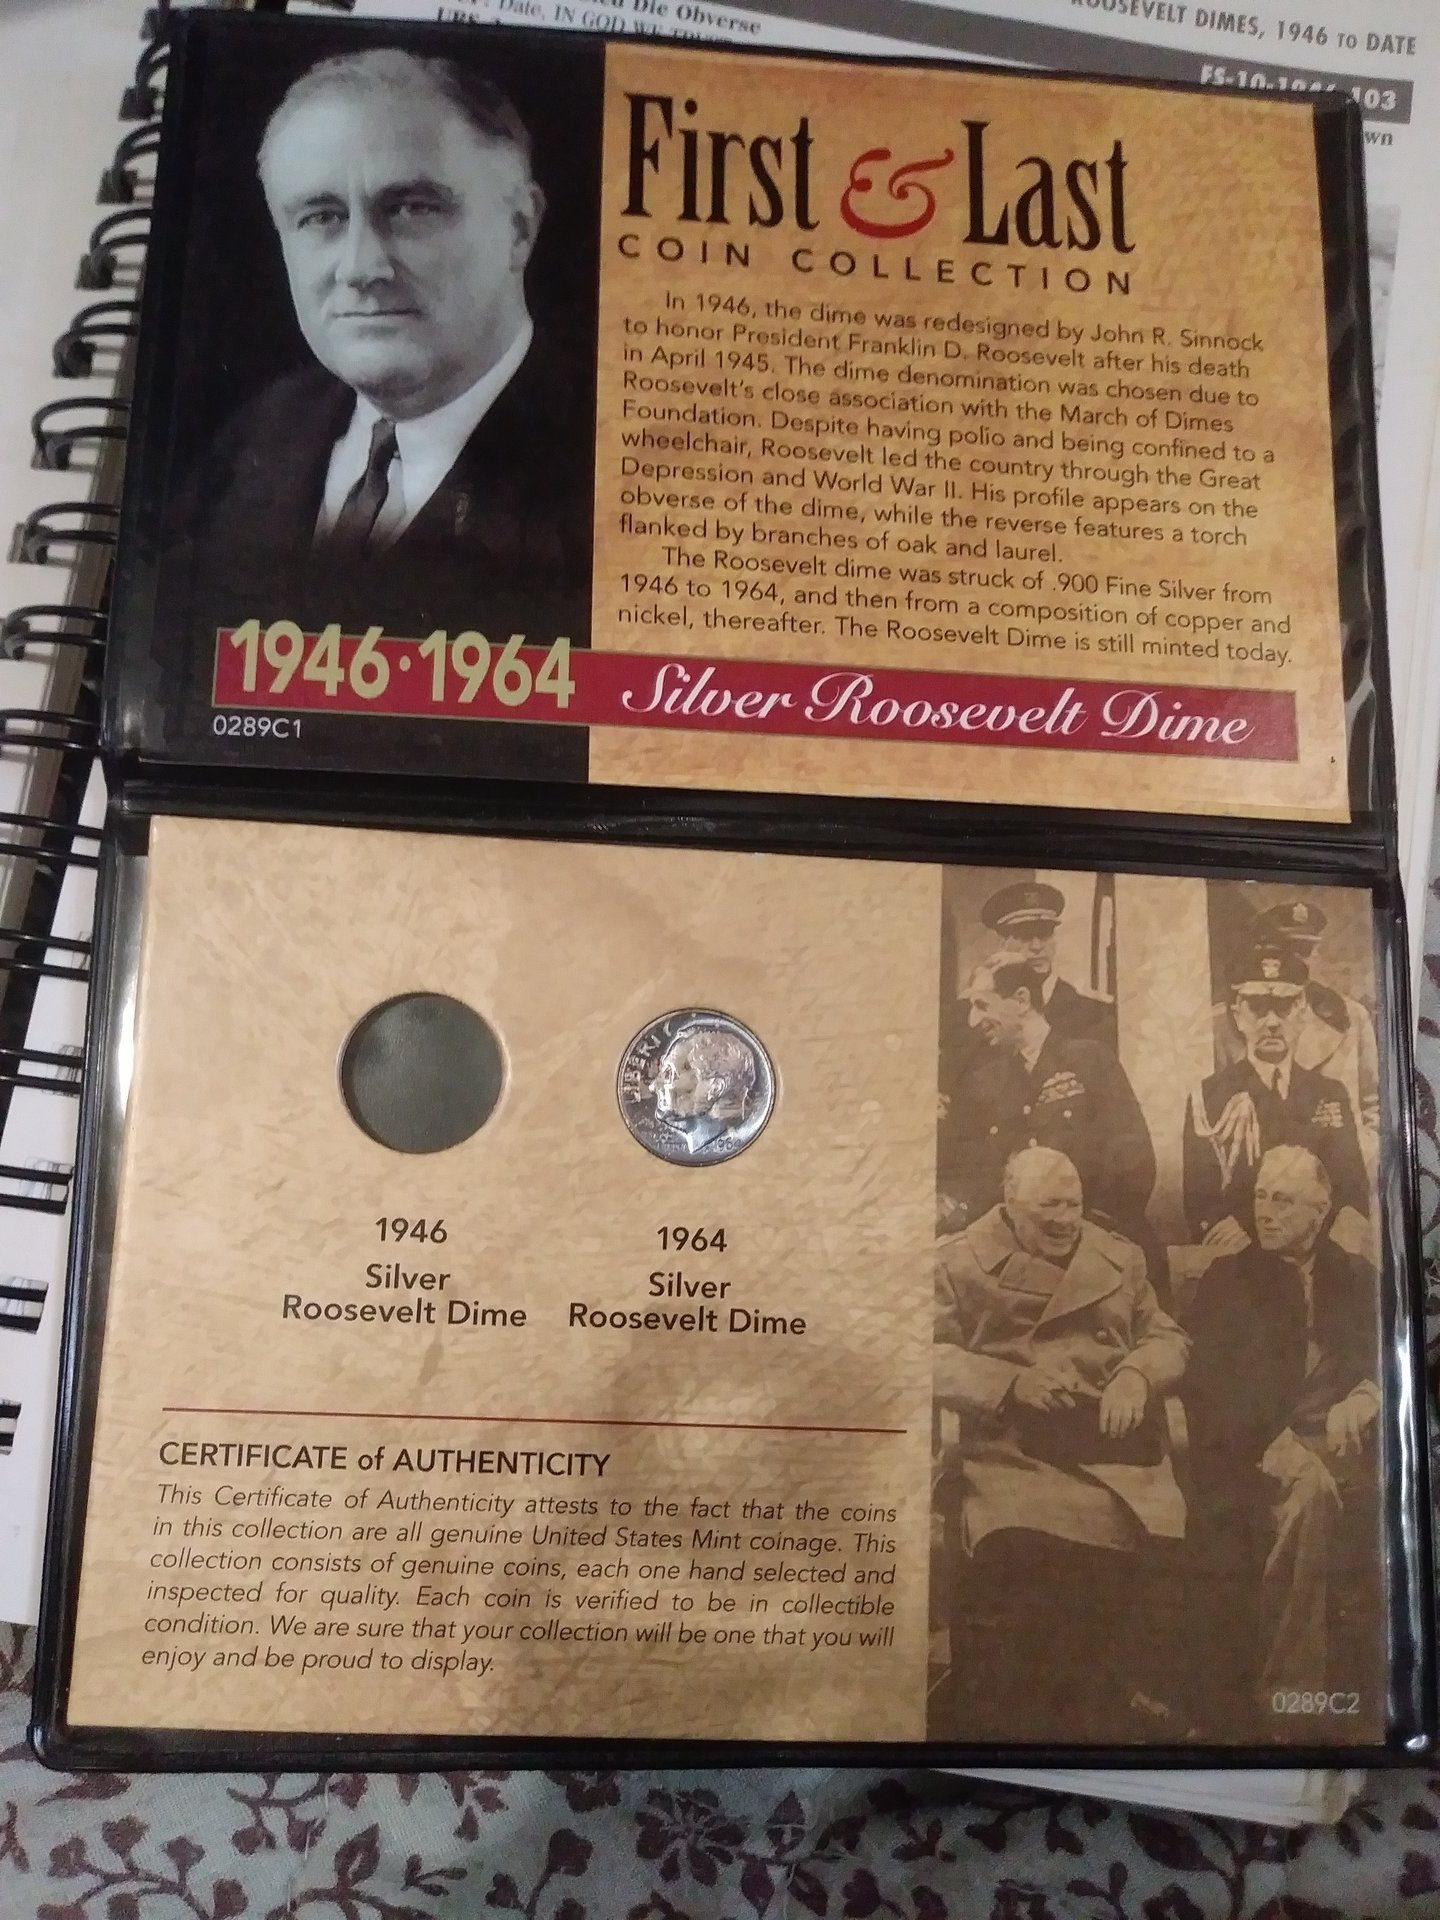 Die Obverse
Date, IN GOD WE
ROOSEVELT DIMES, 1946 TO DATE
FS-10-1946-103
First & Last
COIN COLLECTION
In 1946, the dime was redesigned by John R. Sinnock
to honor President Franklin D. Roosevelt after his death
in April 1945. The dime denomination was chosen due to
Roosevelt's close association with the March of Dimes
Foundation. Despite having polio and being confined to a
wheelchair, Roosevelt led the country through the Great
Depression and World War II. His profile appears on the
obverse of the dime, while the reverse features a torch
flanked by branches of oak and laurel.
The Roosevelt dime was struck of .900 Fine Silver from
1946 to 1964, and then from a composition of copper and
nickel, thereafter. The Roosevelt Dime is still minted today.
1946·1964 Silver Roosevelt Dime
0289C1
1946
Silver
Roosevelt Dime
1964
Silver
Roosevelt Dime
CERTIFICATE of AUTHENTICITY
This Certificate of Authenticity attests to the fact that the coins
in this collection are all genuine United States Mint coinage. This
collection consists of genuine coins, each one hand selected and
inspected for quality. Each coin is verified to be in collectible
condition. We are sure that your collection will be one that you will
enjoy and be proud to display.
0289C2